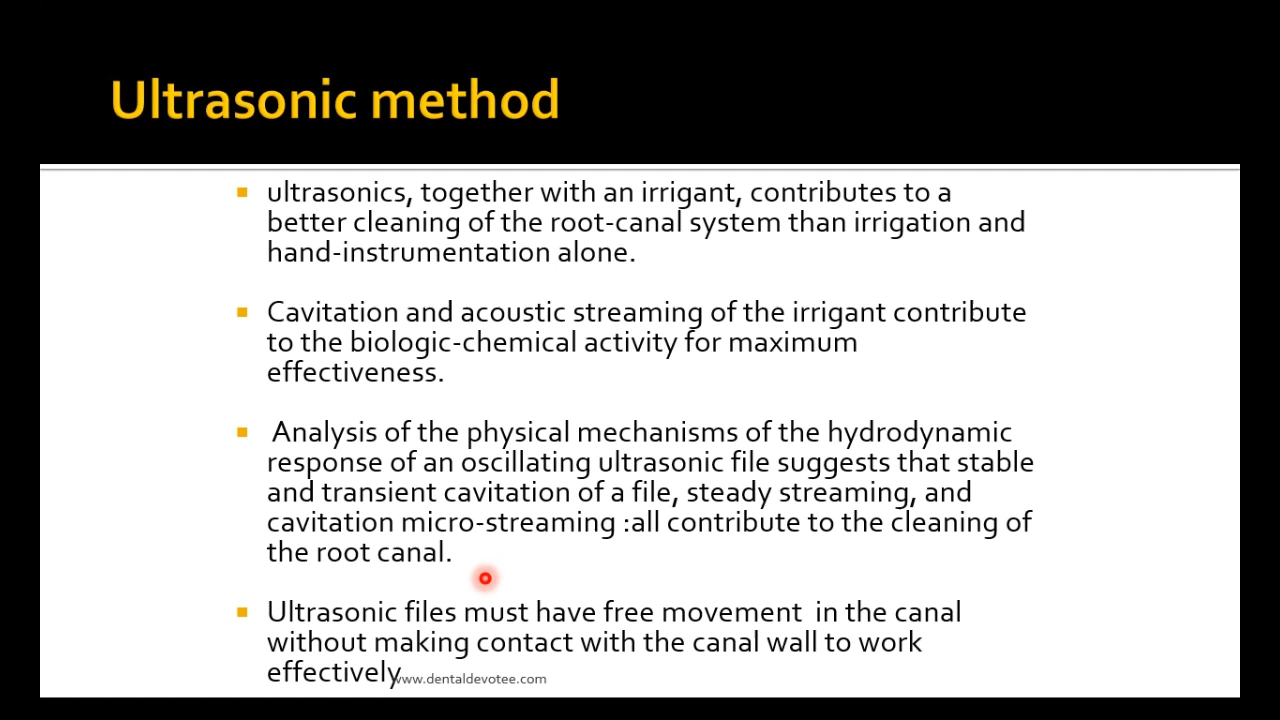 Ultrasonic method
ultrasonics, together with an irrigant, contributes to a
better cleaning of the root-canal system than irrigation and
hand-instrumentation alone.
Cavitation and acoustic streaming of the irrigant contribute
to the biologic-chemical activity for maximum
effectiveness.
Analysis of the physical mechanisms of the hydrodynamic
response of an oscillating ultrasonic file suggests that stable
and transient cavitation of a file, steady streaming, and
cavitation micro-streaming :all contribute to the cleaning of
the root canal.
Ultrasonic files must have free movement  in the canal
without making contact with the canal wall to work
effectively
www.dentaldevotee.com